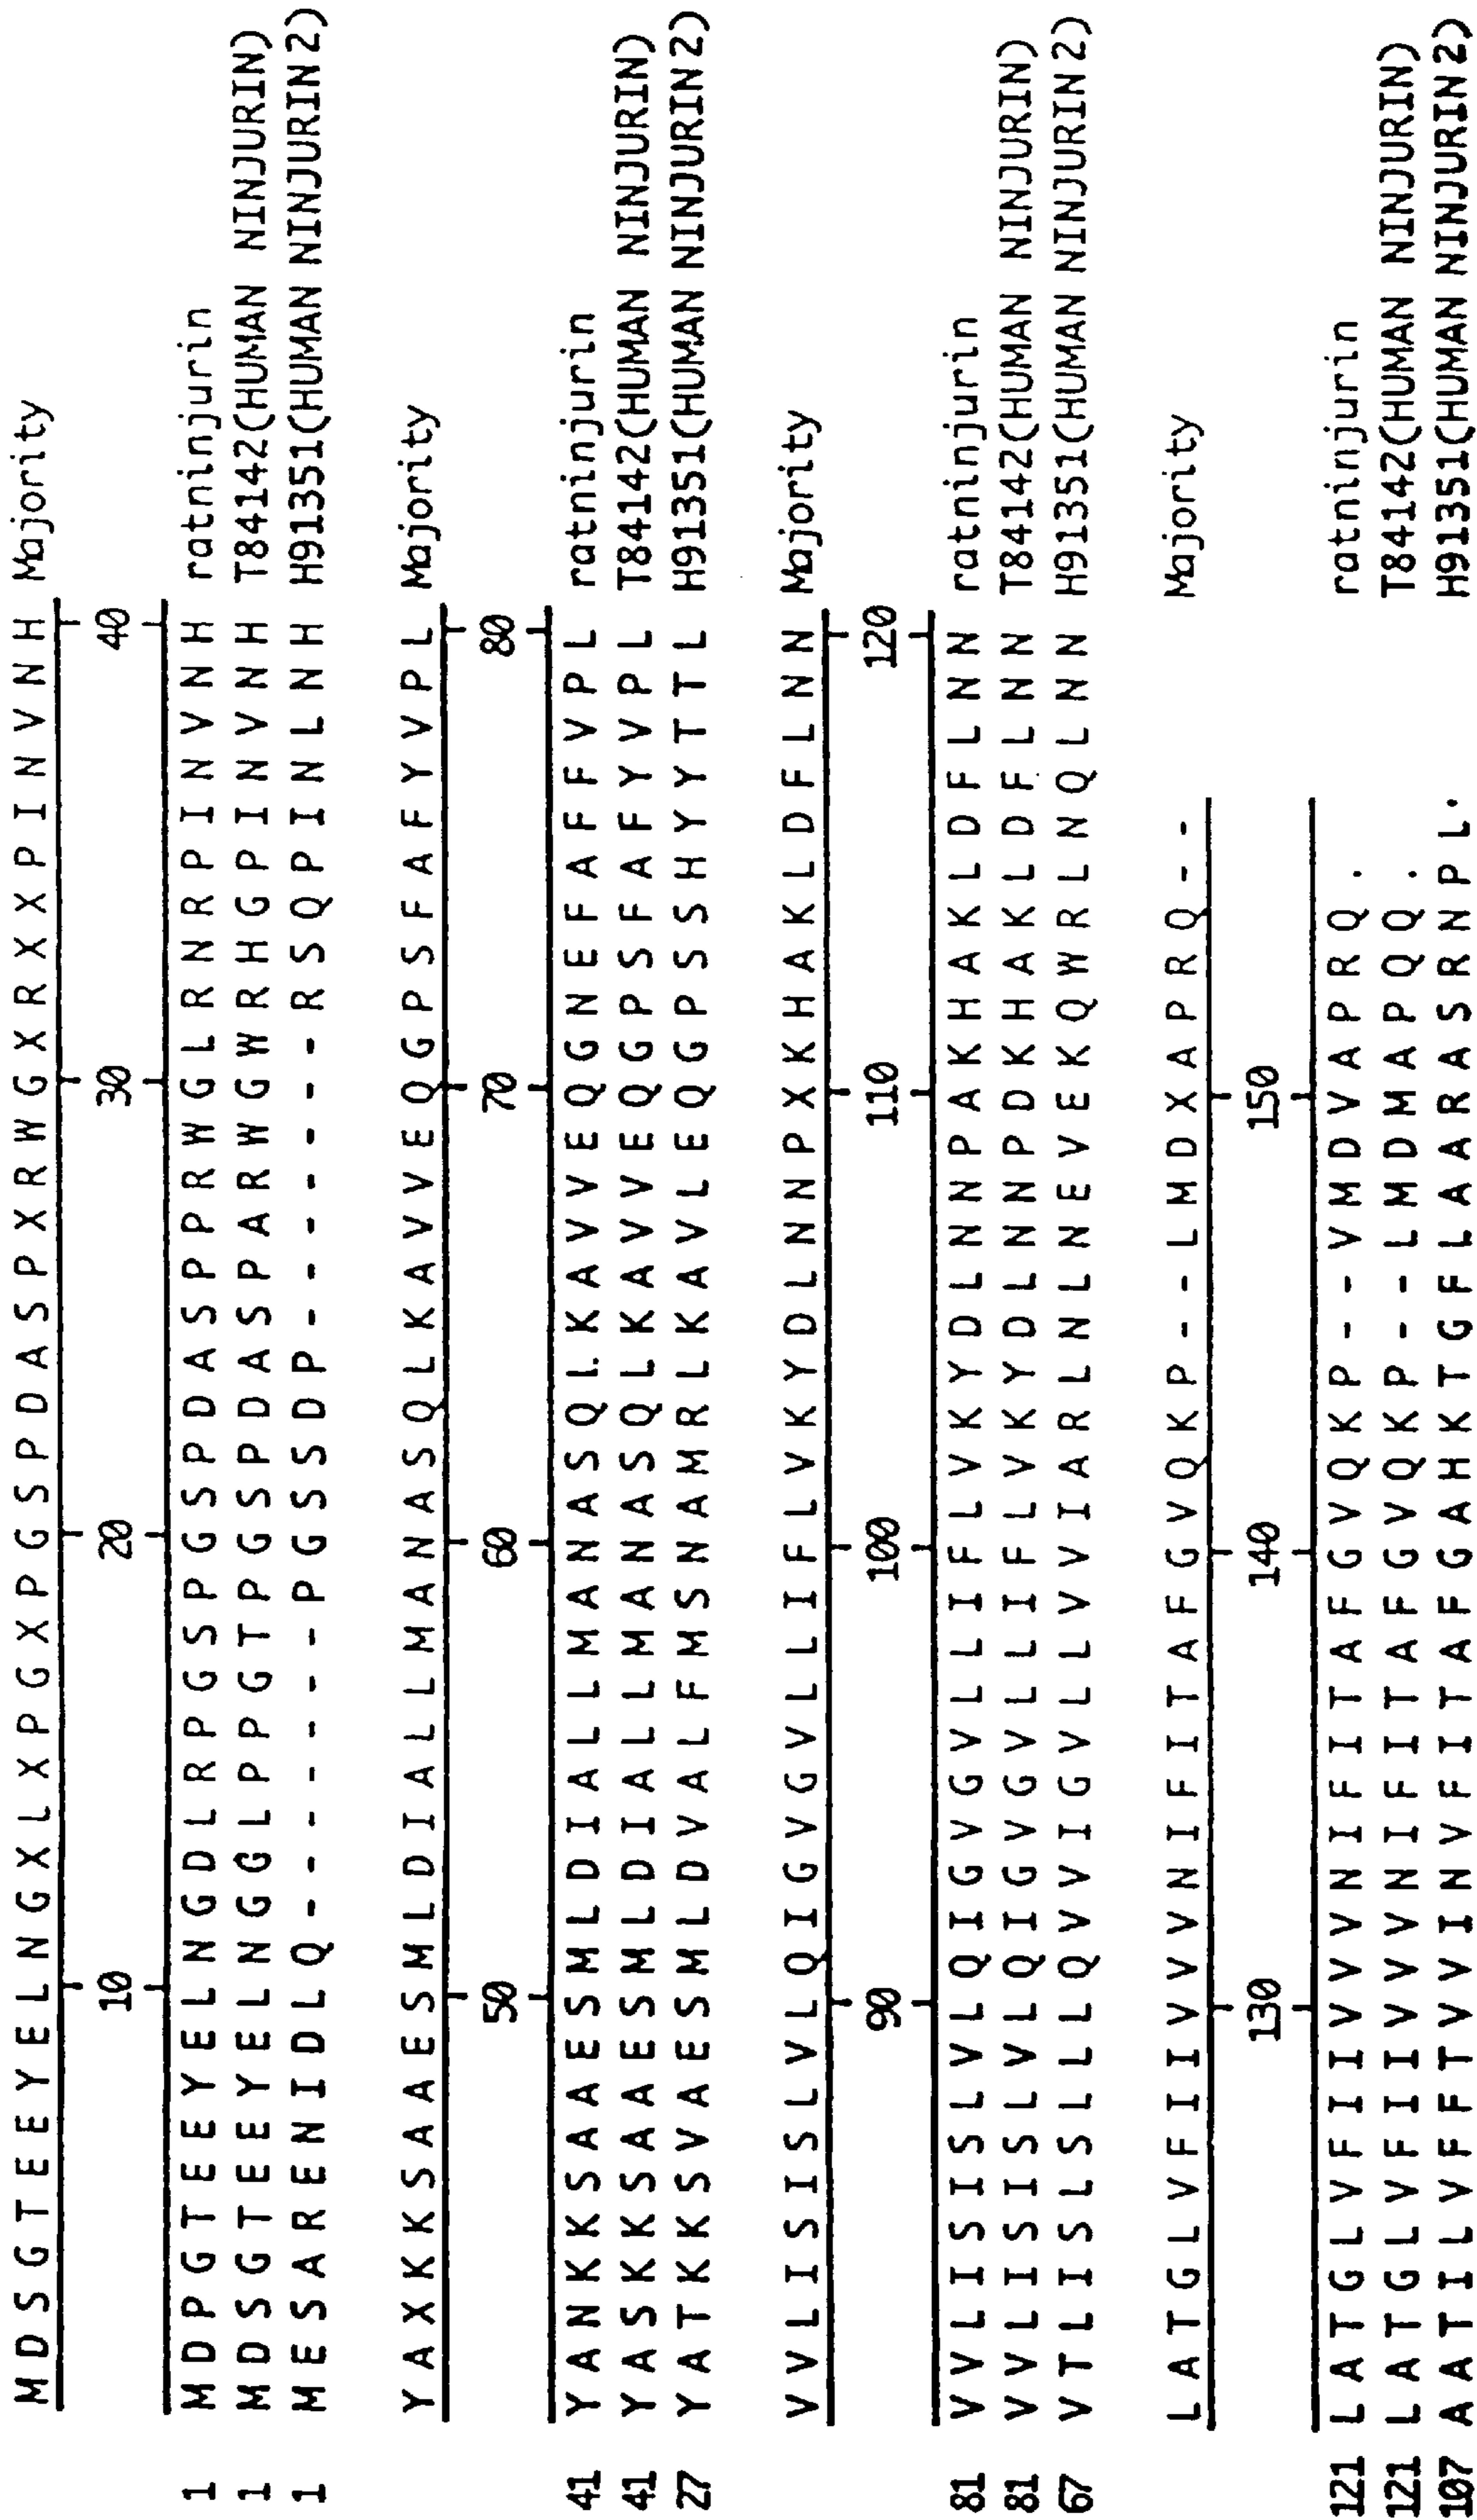 M D S G T E E Y E L N G X L X P G X P G S P D A S P X R W G X R X X P I N V N H Majority
10 20 30 40
1 M D P G T E E Y E L N G D L R P G S P G S P D A S P P R W G L R N R P I N V N H ratninjurin
1 M D S G T E E Y E L N G G L P P G T P G S P D A S P A R W G W R H G P I N V N H T84142(HUMAN NINJURIN)
1 M E S A R E N I D L Q - - - - - - - P G S S D P - - - - - - - R S Q P I N L N H H91351(HUMAN NINJURIN2)
Y A X K K S A A E S M L D I A L L M A N A S Q L K A V V E Q G P S F A F Y V P L Majority
50 60 70 80
41 Y A N K K S A A E S M L D I A L L M A N A S Q L K A V V E Q G N E F A F F V P L ratninjurin
41 Y A S K K S A A E S M L D I A L L M A N A S Q L K A V V E Q G P S F A F Y V P L T84142(HUMAN NINJURIN)
27 Y A T K K S V A E S M L D V A L F M S N A M R L K A V L E Q G P S S H Y Y T T L H91351(HUMAN NINJURIN2)
V V L I S I S L V L Q I G V G V L L I F L V K Y D L N N P X K H A K L D F L N N Majority
90 100 110 120
81 V V L I S I S L V L Q I G V G V L L I F L V K Y D L N N P A K H A K L D F L N N ratninjurin
81 V V L I S I S L V L Q I G V G V L L I F L V K Y D L N N P D K H A K L D F L N N T84142(HUMAN NINJURIN)
67 V T L I S L S L L L Q V V I G V L L V V I A R L N L N E V E K Q W R L N Q L N N H91351(HUMAN NINJURIN2)
L A T G L V F I I V V V N I F I T A F G V Q K P - - L M D X A P R Q - - Majority
130 140 150
121 L A T G L V F I I V V V N I F I T A F G V Q K P - - V M D V A P R Q . ratninjurin
121 L A T G L V F I I V V V N I F I T A F G V Q K P - - L M D M A P Q Q . T84142(HUMAN NINJURIN)
107 A A T I L V F F T V V I N V F I T A F G A H K T G F L A A R A S R N P L . H91351(HUMAN NINJURIN2)